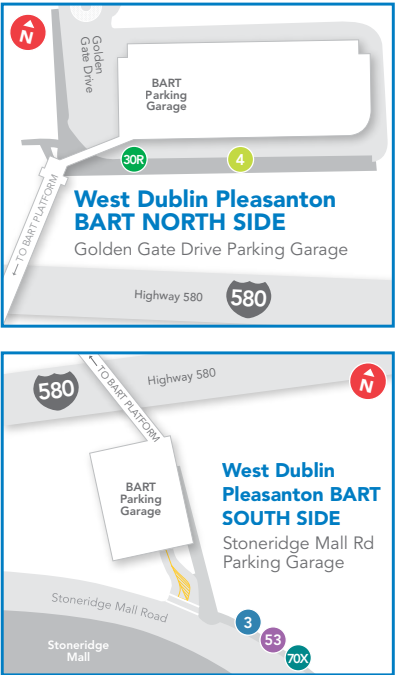 N
Golden
Gate Drive
BART
Parking
Garage
30R
4
← TO BART PLATFORM
West Dublin Pleasanton
BART NORTH SIDE
Golden Gate Drive Parking Garage
Highway 580
580
580
Highway 580
N
← TO BART PLATFORM
BART
Parking
Garage
West Dublin
Pleasanton BART
SOUTH SIDE
Stoneridge Mall Rd
Parking Garage
Stoneridge Mall Road
Stoneridge
Mall
3
53
70X